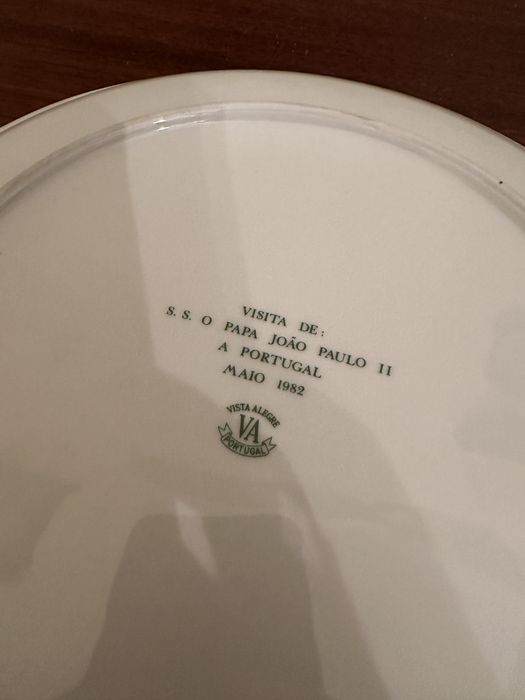 VISITA DE:
S. S. O PAPA JOÃO PAULO II
A PORTUGAL
MAIO 1982
VISTA ALEGRE
VA
PORTUGAL